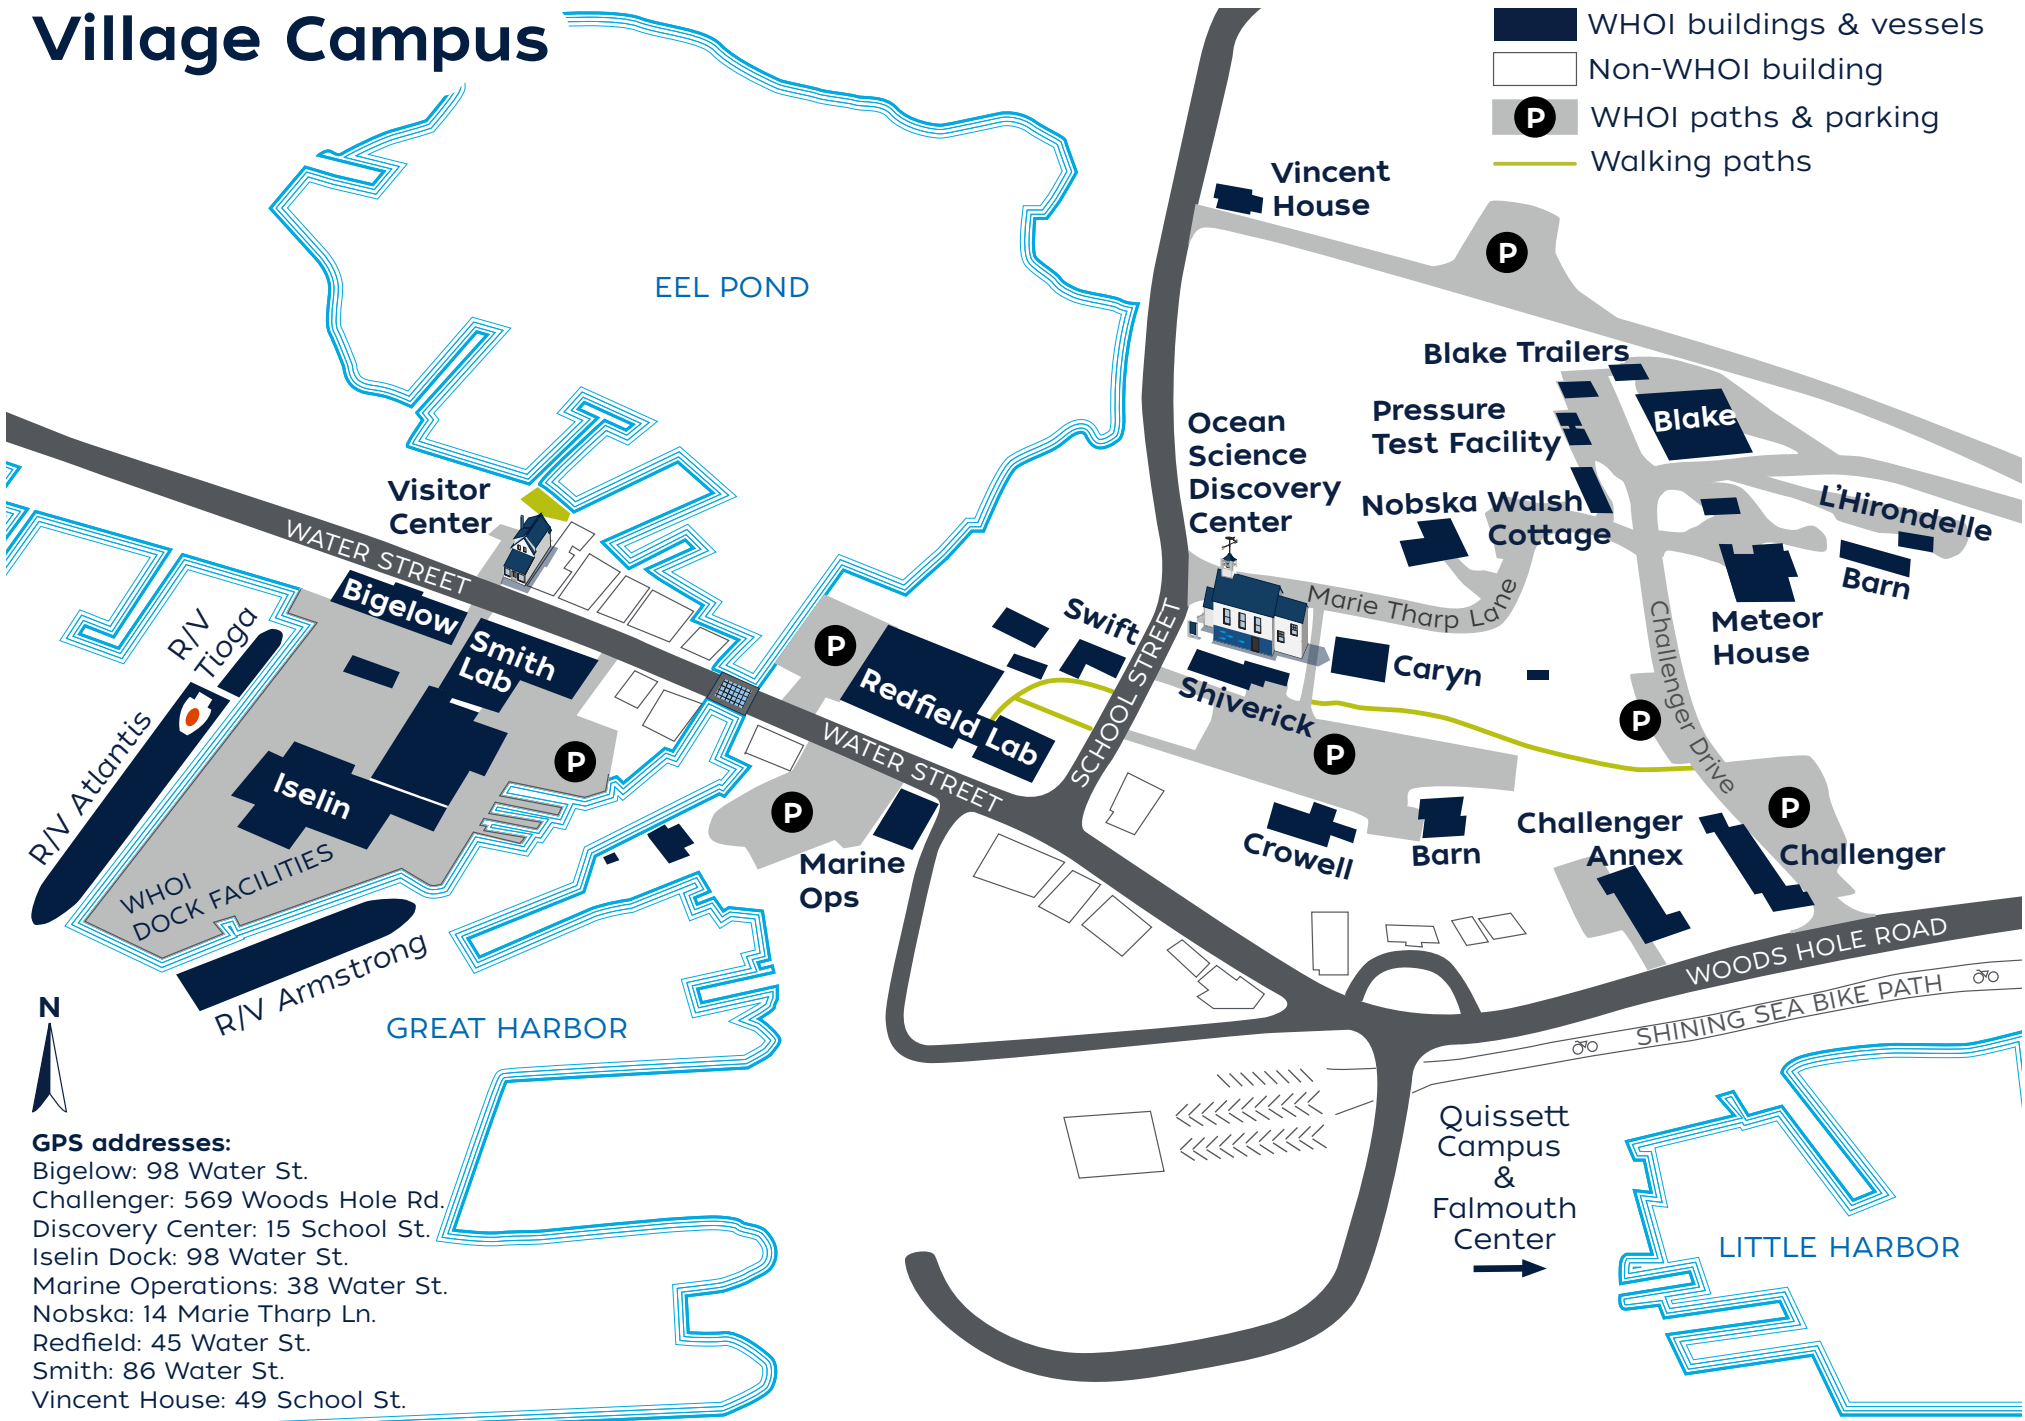 Village Campus
WHOI buildings & vessels
Non-WHOI building
P WHOI paths & parking
Walking paths
Vincent
House
P
EEL POND
Blake Trailers
Pressure
Test Facility
Blake
Ocean
Science
Discovery
Center
Nobska
Walsh
Cottage
L'Hirondelle
Barn
Meteor
House
Visitor
Center
WATER STREET
Bigelow
Smith
Lab
R/V
Tioga
R/V Atlantis
Iselin
P
WHOI
DOCK FACILITIES
R/V Armstrong
P
Redfield Lab
Swift
SCHOOL STREET
Marie Tharp Lane
Caryn
Shiverick
P
Challenger Drive
P
P
WATER STREET
P
Marine
Ops
Crowell
Barn
Challenger
Annex
Challenger
WOODS HOLE ROAD
SHINING SEA BIKE PATH
GREAT HARBOR
N
Quissett
Campus
&
Falmouth
Center
LITTLE HARBOR
GPS addresses:
Bigelow: 98 Water St.
Challenger: 569 Woods Hole Rd.
Discovery Center: 15 School St.
Iselin Dock: 98 Water St.
Marine Operations: 38 Water St.
Nobska: 14 Marie Tharp Ln.
Redfield: 45 Water St.
Smith: 86 Water St.
Vincent House: 49 School St.